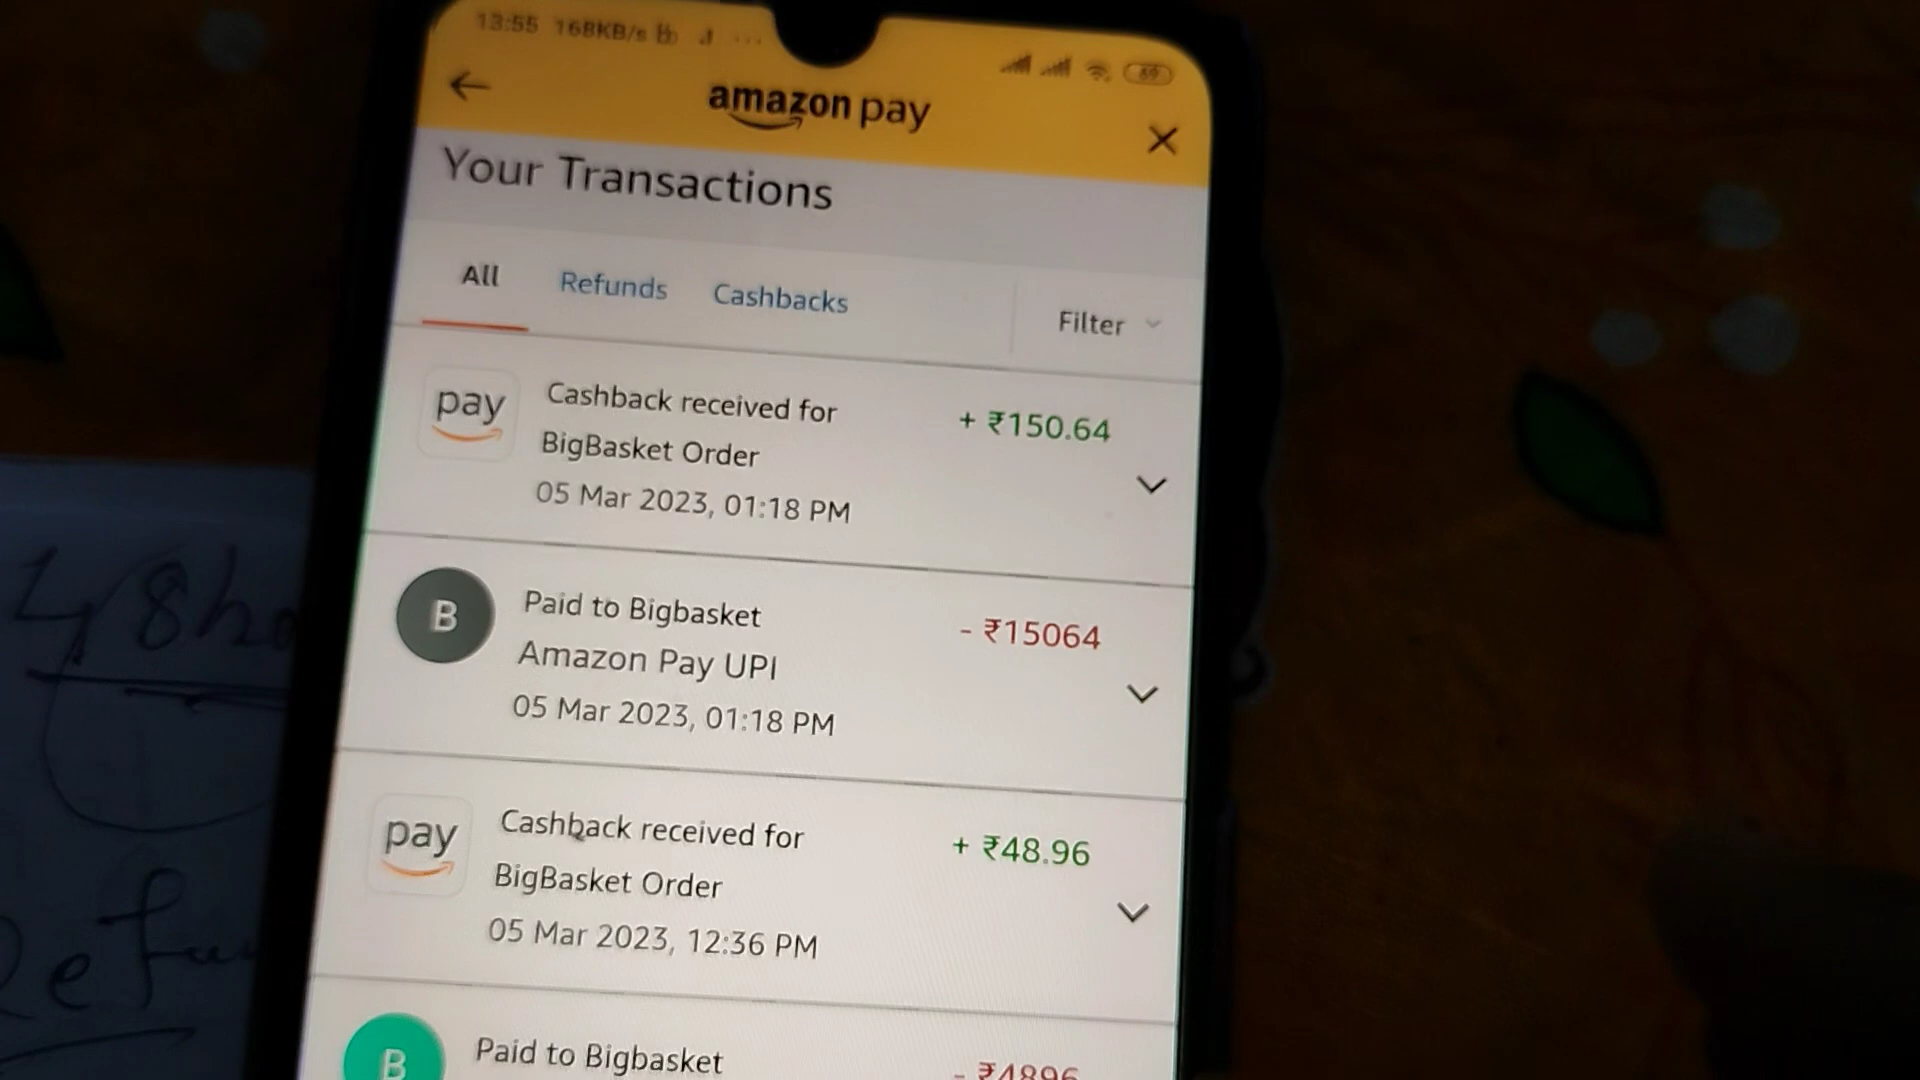 13:55 168KB/s
69
amazon pay
Your Transactions
All Refunds Cashbacks Filter
pay
Cashback received for
BigBasket Order
05 Mar 2023, 01:18 PM
+ ₹150.64
B
Paid to Bigbasket
Amazon Pay UPI
05 Mar 2023, 01:18 PM
- ₹15064
pay
Cashback received for
BigBasket Order
05 Mar 2023, 12:36 PM
+ ₹48.96
B
Paid to Bigbasket
- ₹4896
48